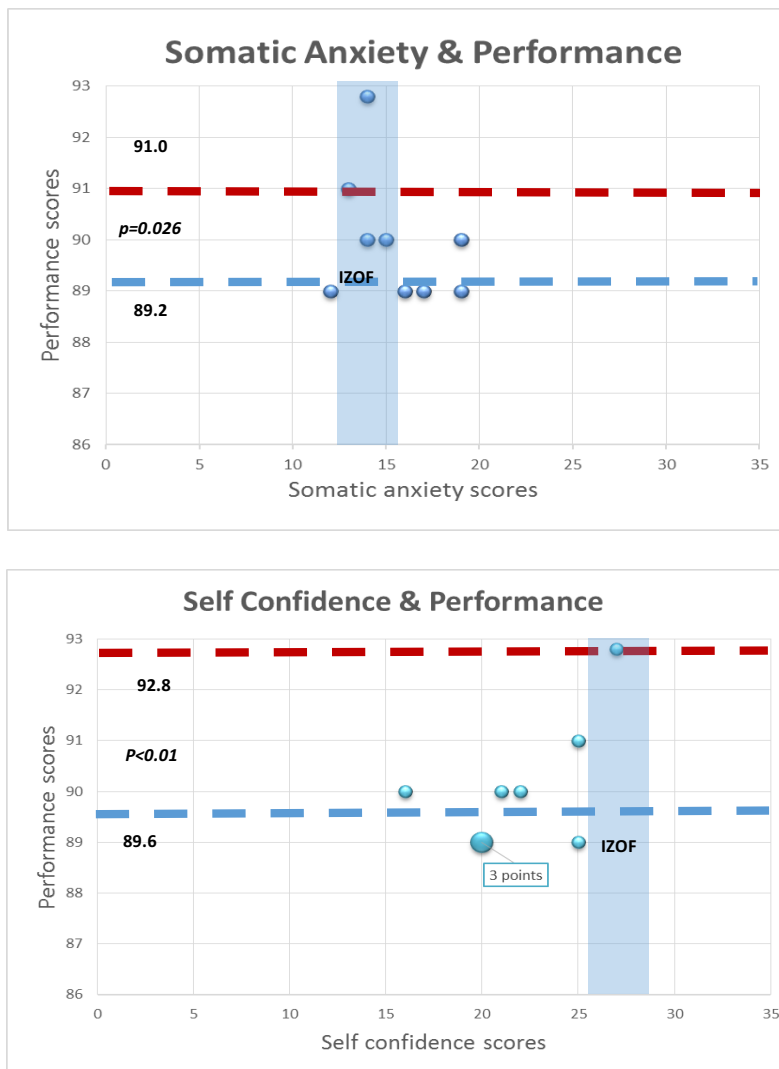 Somatic Anxiety & Performance
93
92
91.0
91
p=0.026
90
IZOF
89
89.2
88
87
86
Performance scores
0 5 10 15 20 25 30 35
Somatic anxiety scores
Self Confidence & Performance
93
92.8
92
91
P<0.01
90
89.6
89
IZOF
3 points
88
87
86
Performance scores
0 5 10 15 20 25 30 35
Self confidence scores